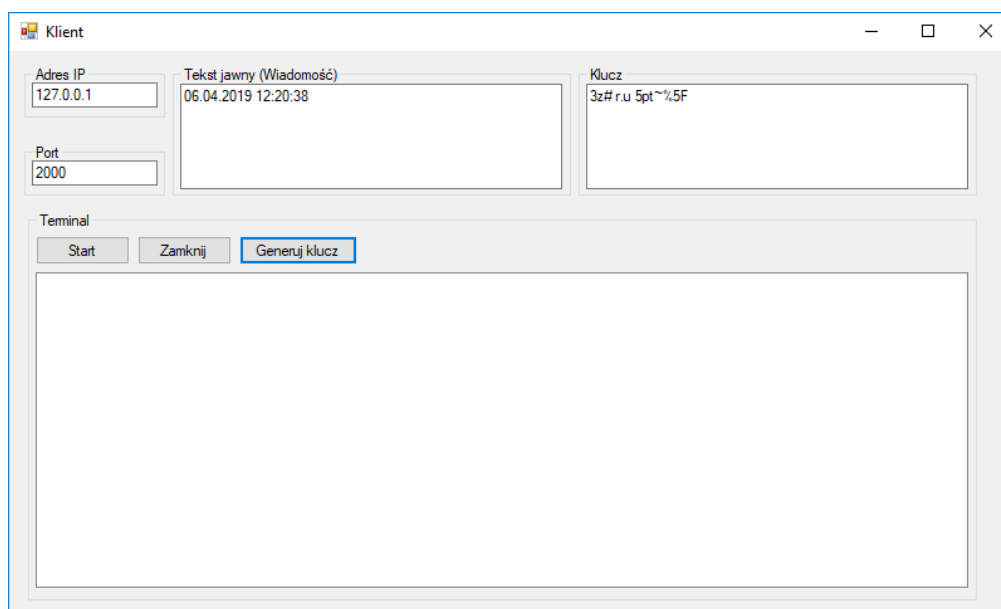 Klient
Adres IP
127.0.0.1
Tekst jawny (Wiadomość)
06.04.2019 12:20:38
Klucz
3z# r.u 5pt~%5F
Port
2000
Terminal
Start Zamknij Generuj klucz